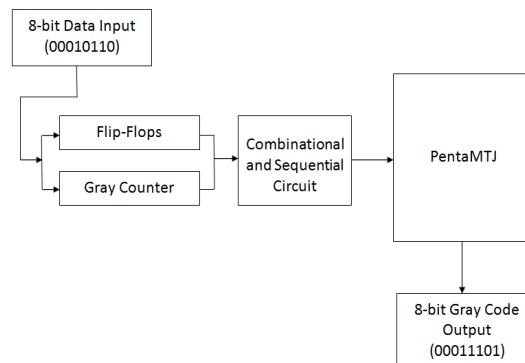 8-bit Data Input
(00010110)
Flip-Flops
Gray Counter
Combinational
and Sequential
Circuit
PentaMTJ
8-bit Gray Code
Output
(00011101)